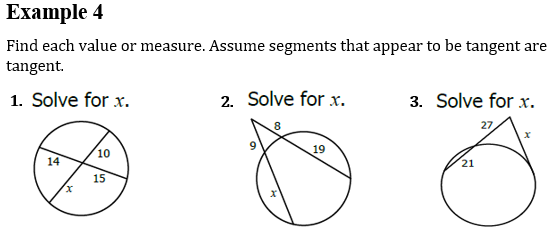 Example 4
Find each value or measure. Assume segments that appear to be tangent are
tangent.
1. Solve for x.
2. Solve for x.
3. Solve for x.
14
10
15
x
8
9
19
x
27
x
21